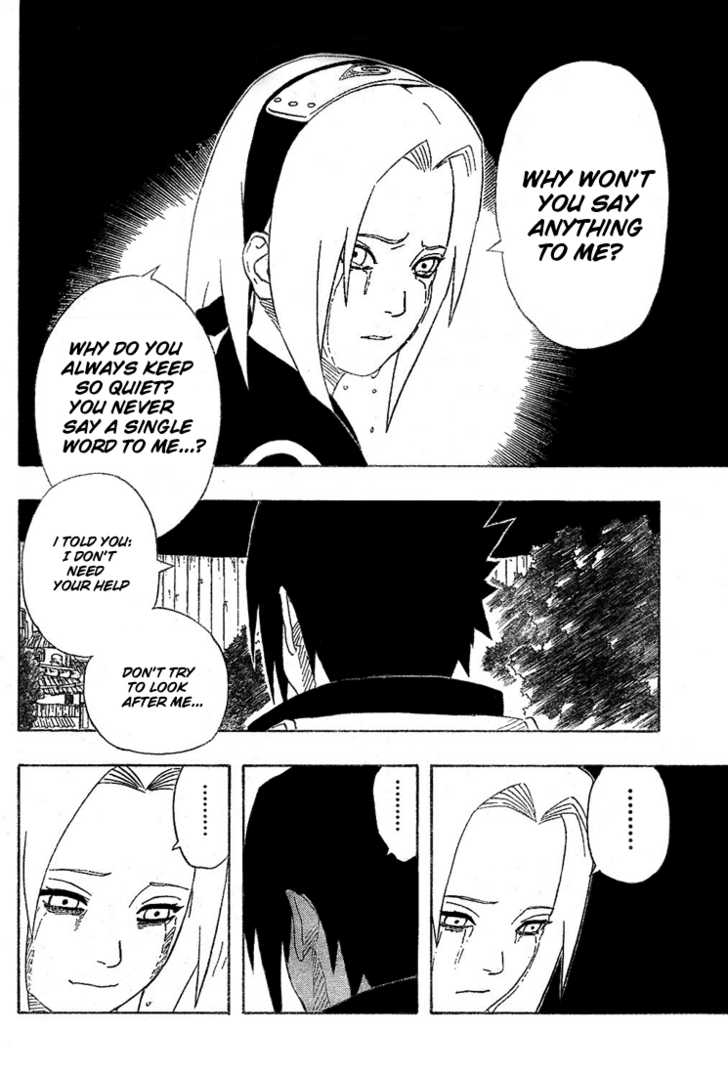 WHY WON'T
YOU SAY
ANYTHING
TO ME?
WHY DO YOU
ALWAYS KEEP
SO QUIET?
YOU NEVER
SAY A SINGLE
WORD TO ME...?
I TOLD YOU:
I DON'T
NEED
YOUR HELP
DON'T TRY
TO LOOK
AFTER ME...
........
........
........